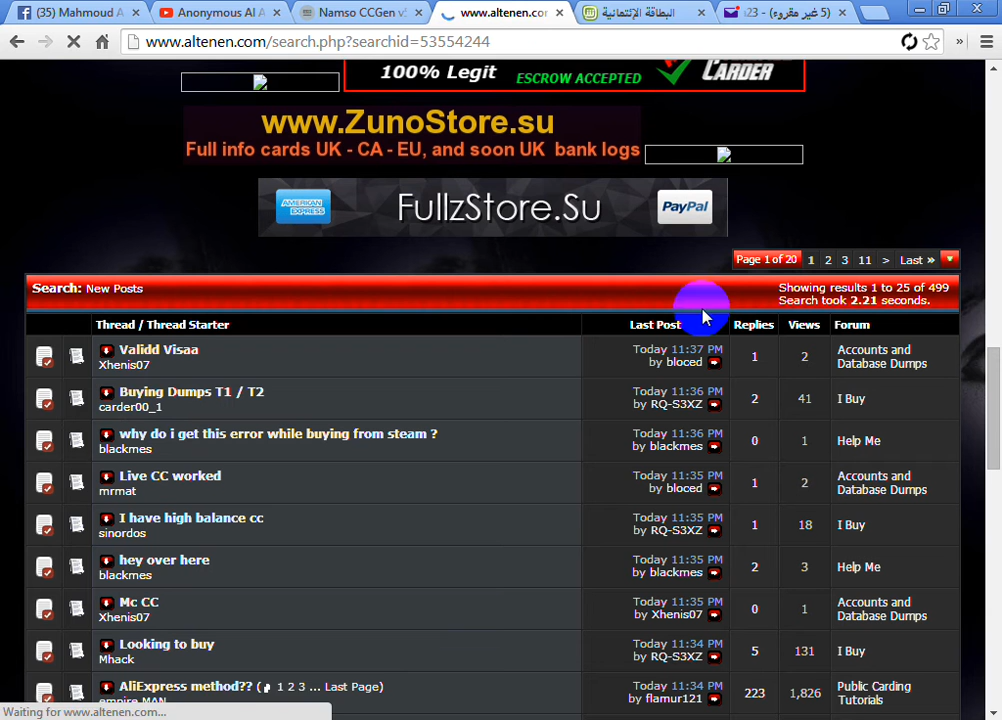 (35) Mahmoud A
Anonymous Al A
Namso CCGen v5
www.altenen.cor
البطاقة الإئتمانية
(5 غير مقروء) - i23
www.altenen.com/search.php?searchid=53554244
100% Legit
ESCROW ACCEPTED
CARDER
www.ZunoStore.su
Full info cards UK - CA - EU, and soon UK bank logs
AMERICAN EXPRESS
FullzStore.Su
PayPal
Page 1 of 20 1 2 3 11 > Last »
Search: New Posts
Showing results 1 to 25 of 499
Search took 2.21 seconds.
Thread / Thread Starter Last Post Replies Views Forum
Validd Visaa
Xhenis07
Today 11:37 PM
by bloced
1 2
Accounts and
Database Dumps
Buying Dumps T1 / T2
carder00_1
Today 11:36 PM
by RQ-S3XZ
2 41 I Buy
why do i get this error while buying from steam ?
blackmes
Today 11:36 PM
by blackmes
0 1 Help Me
Live CC worked
mrmat
Today 11:35 PM
by bloced
1 2
Accounts and
Database Dumps
I have high balance cc
sinordos
Today 11:35 PM
by RQ-S3XZ
1 18 I Buy
hey over here
blackmes
Today 11:35 PM
by blackmes
2 3 Help Me
Mc CC
Xhenis07
Today 11:35 PM
by Xhenis07
0 1
Accounts and
Database Dumps
Looking to buy
Mhack
Today 11:34 PM
by RQ-S3XZ
5 131 I Buy
AliExpress method?? ( 1 2 3 ... Last Page)
empire MAN
Today 11:34 PM
by flamur121
223 1,826
Public Carding
Tutorials
Waiting for www.altenen.com...